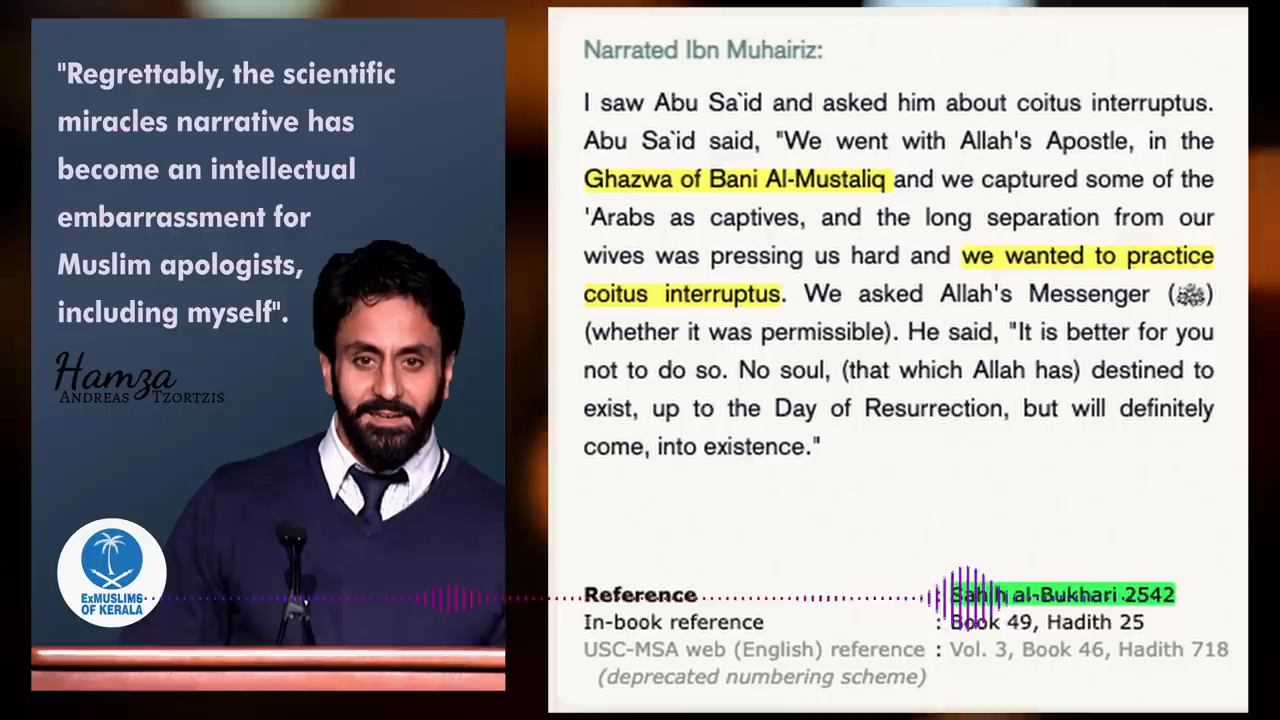 "Regrettably, the scientific
miracles narrative has
become an intellectual
embarrassment for
Muslim apologists,
including myself".
Hamza
ANDREAS TZORTZIS
ExMUSLIMS
OF KERALA
Narrated Ibn Muhairiz:
I saw Abu Sa`id and asked him about coitus interruptus.
Abu Sa`id said, "We went with Allah's Apostle, in the
Ghazwa of Bani Al-Mustaliq and we captured some of the
'Arabs as captives, and the long separation from our
wives was pressing us hard and we wanted to practice
coitus interruptus. We asked Allah's Messenger (ﷺ)
(whether it was permissible). He said, "It is better for you
not to do so. No soul, (that which Allah has) destined to
exist, up to the Day of Resurrection, but will definitely
come, into existence."
Reference : Sahih al-Bukhari 2542
In-book reference : Book 49, Hadith 25
USC-MSA web (English) reference : Vol. 3, Book 46, Hadith 718
(deprecated numbering scheme)